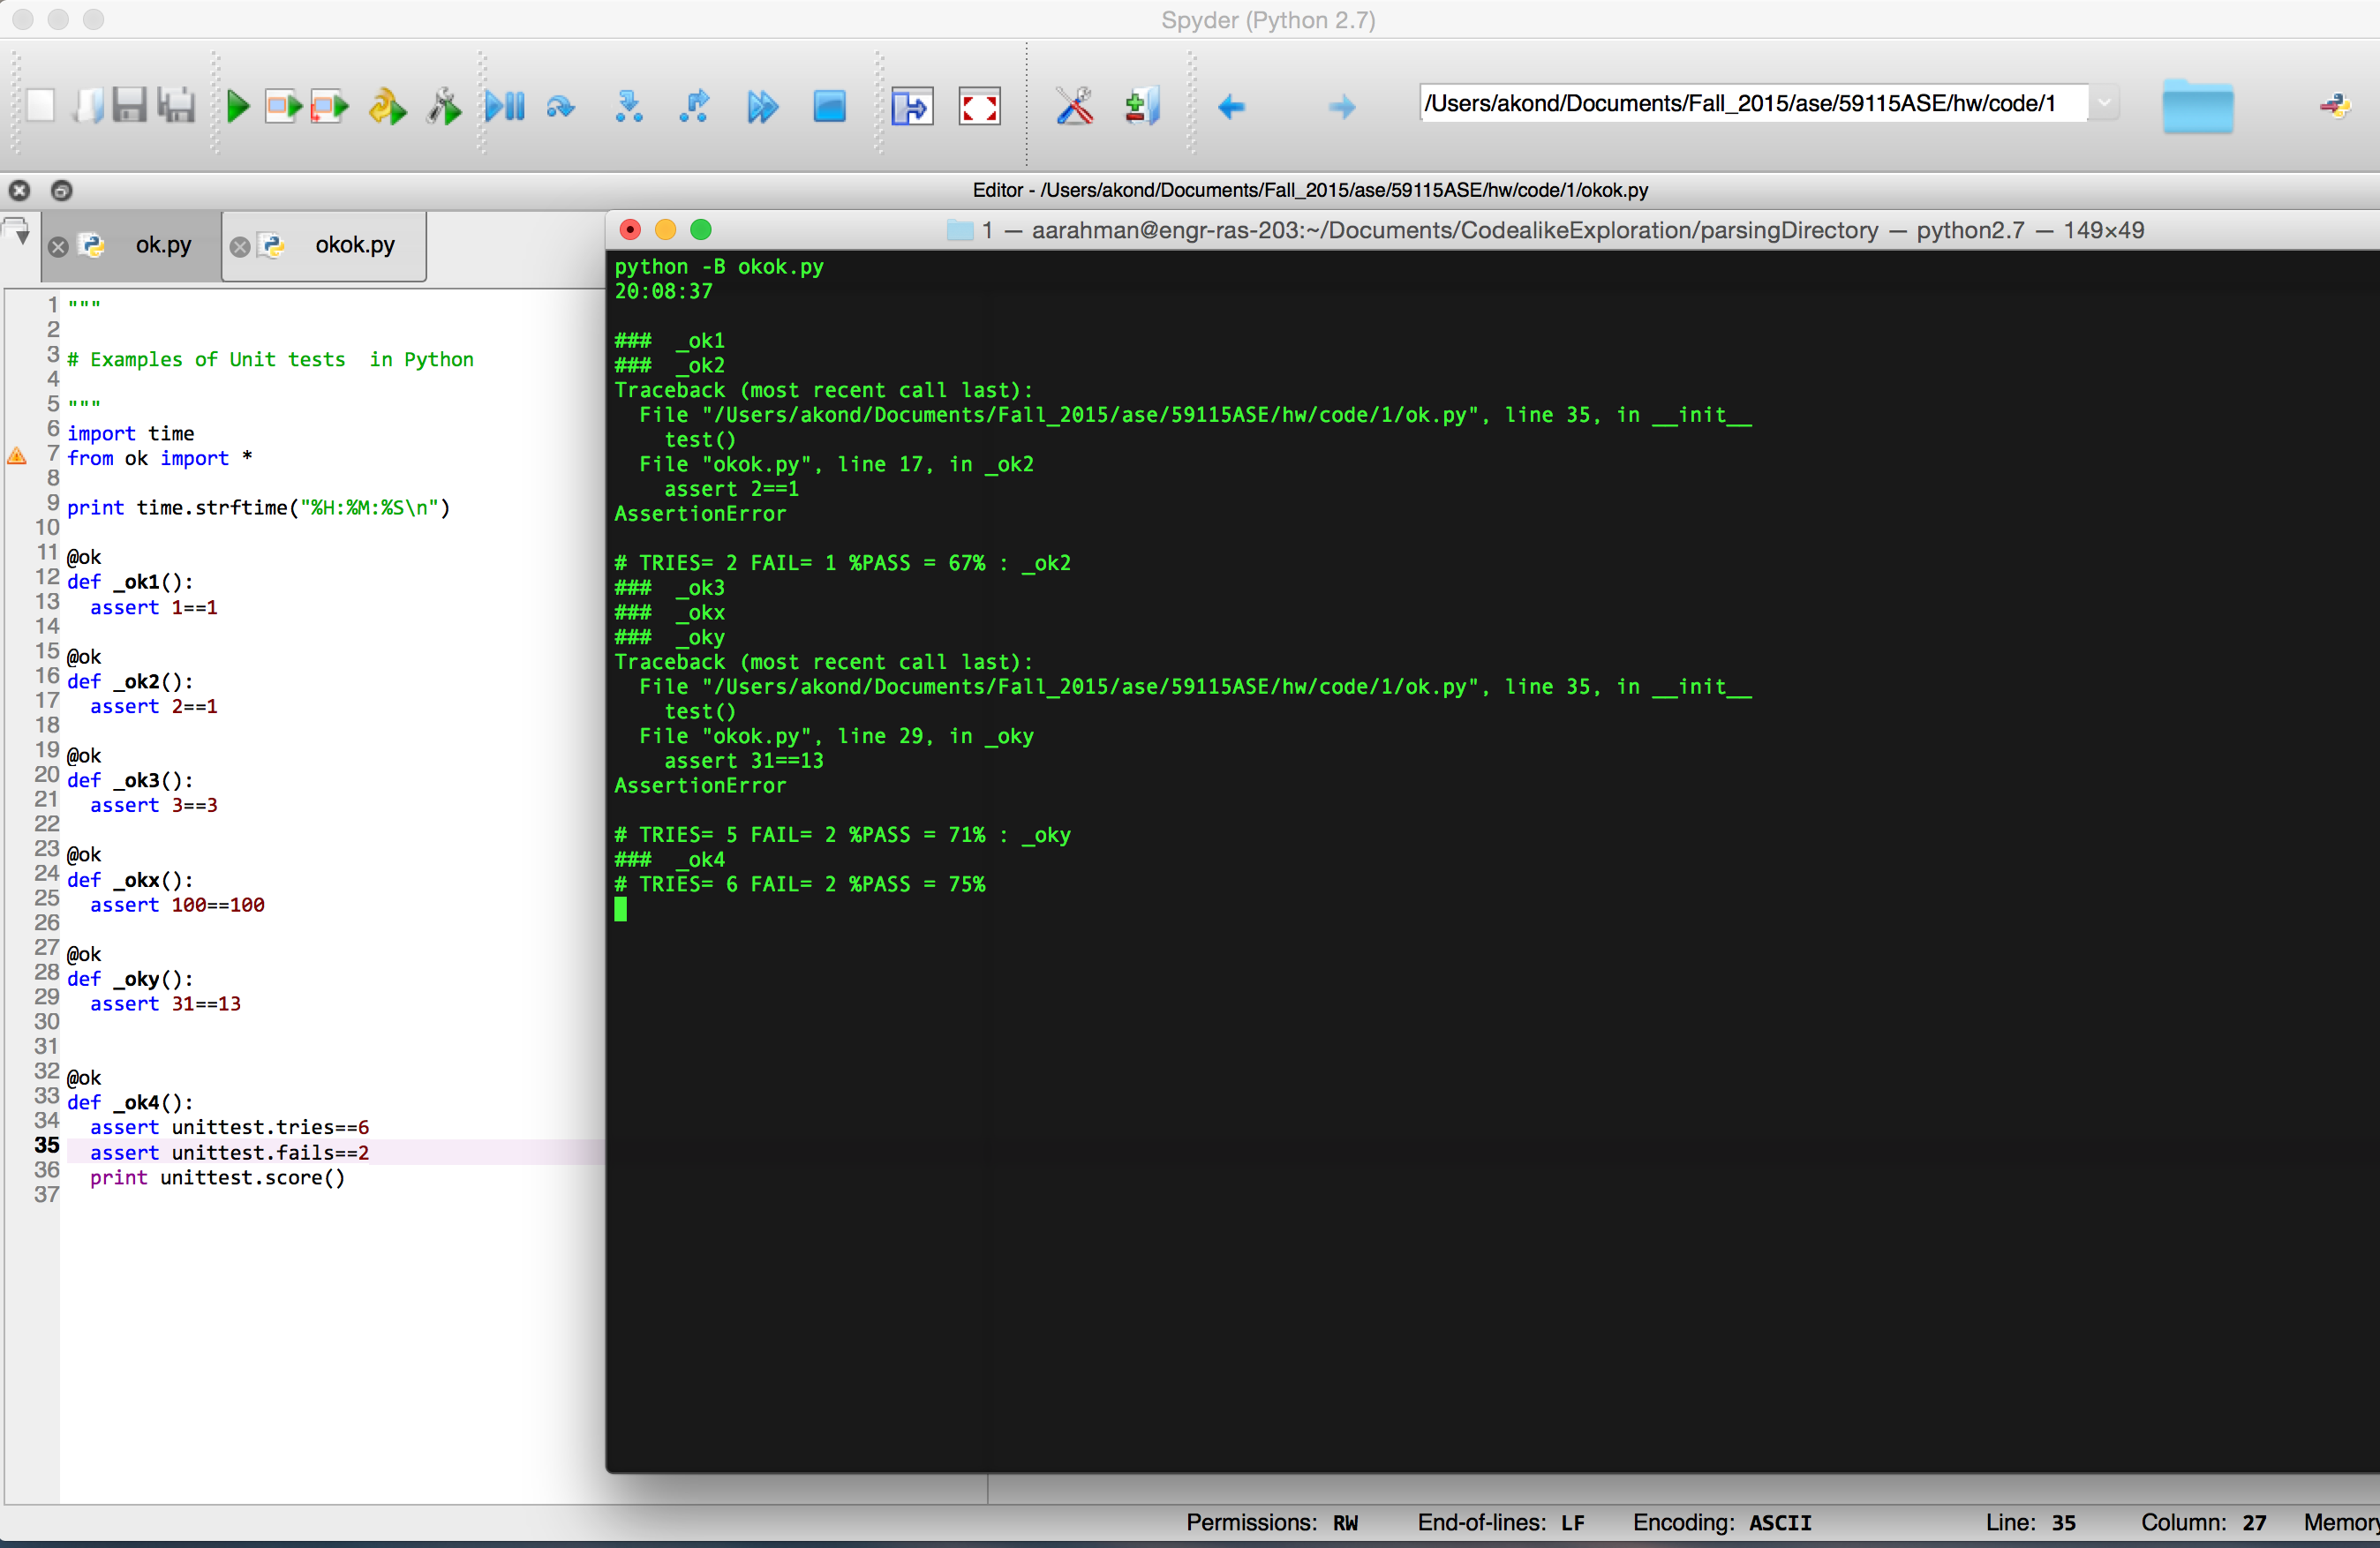 Spyder (Python 2.7)
/Users/akond/Documents/Fall_2015/ase/59115ASE/hw/code/1
Editor - /Users/akond/Documents/Fall_2015/ase/59115ASE/hw/code/1/okok.py
ok.py
okok.py
1 """
2
3 # Examples of Unit tests  in Python
4
5 """
6 import time
7 from ok import *
8
9 print time.strftime("%H:%M:%S\n")
10
11 @ok
12 def _ok1():
13   assert 1==1
14
15 @ok
16 def _ok2():
17   assert 2==1
18
19 @ok
20 def _ok3():
21   assert 3==3
22
23 @ok
24 def _okx():
25   assert 100==100
26
27 @ok
28 def _oky():
29   assert 31==13
30
31
32 @ok
33 def _ok4():
34   assert unittest.tries==6
35   assert unittest.fails==2
36   print unittest.score()
37
1 — aarahman@engr-ras-203:~/Documents/CodealikeExploration/parsingDirectory — python2.7 — 149×49
python -B okok.py
20:08:37
###  _ok1
###  _ok2
Traceback (most recent call last):
  File "/Users/akond/Documents/Fall_2015/ase/59115ASE/hw/code/1/ok.py", line 35, in __init__
    test()
  File "okok.py", line 17, in _ok2
    assert 2==1
AssertionError
# TRIES= 2 FAIL= 1 %PASS = 67% : _ok2
###  _ok3
###  _okx
###  _oky
Traceback (most recent call last):
  File "/Users/akond/Documents/Fall_2015/ase/59115ASE/hw/code/1/ok.py", line 35, in __init__
    test()
  File "okok.py", line 29, in _oky
    assert 31==13
AssertionError
# TRIES= 5 FAIL= 2 %PASS = 71% : _oky
###  _ok4
# TRIES= 6 FAIL= 2 %PASS = 75%
Permissions: RW End-of-lines: LF Encoding: ASCII Line: 35 Column: 27 Memory